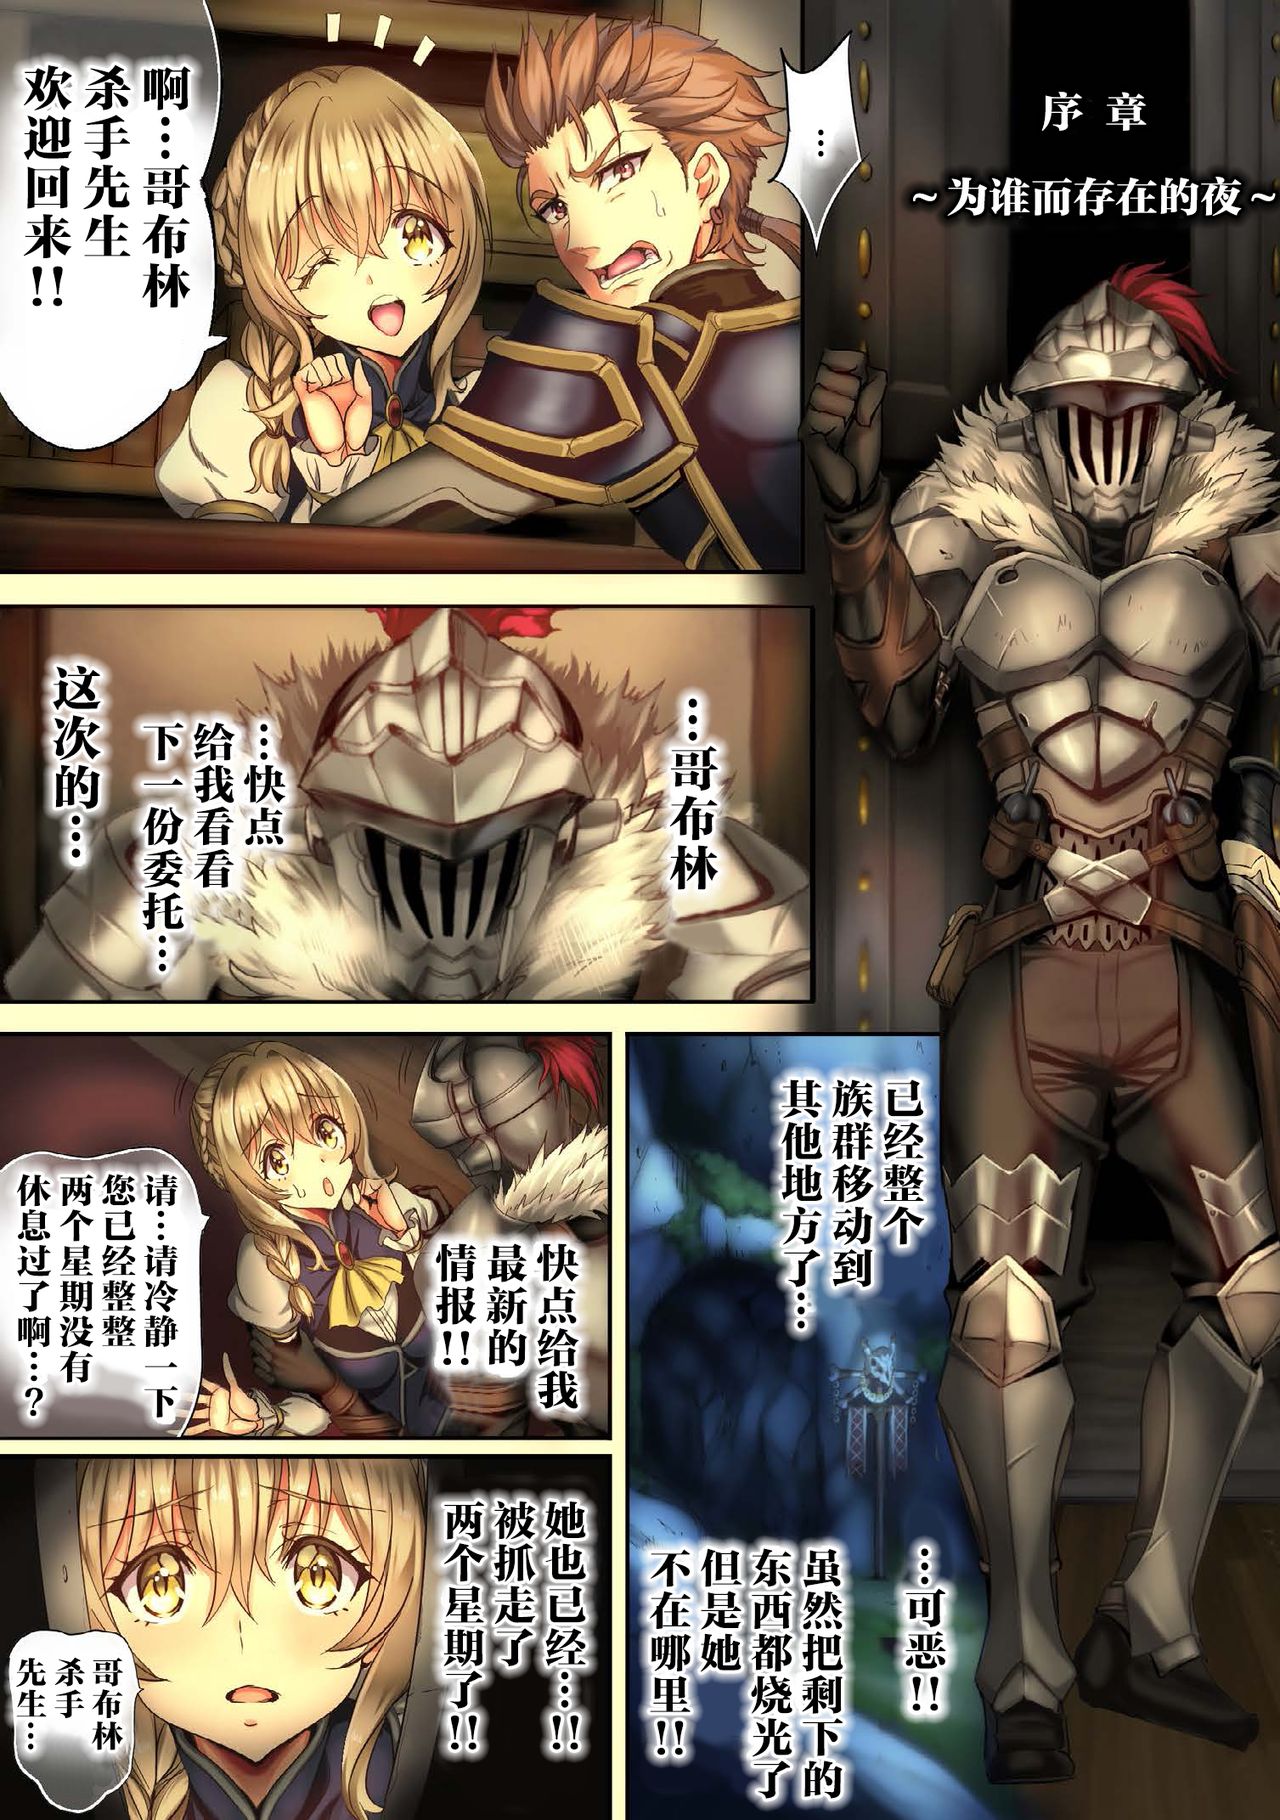 序章
～为谁而存在的夜～
…
啊…哥布林
杀手先生
欢迎回来!!
…哥布林
…快点
给我看看
下一份委托…
这次的…
已经整个
族群移动到
其他地方了…
…可恶!!
虽然把剩下的
东西都烧光了
但是她
不在哪里!!
快点给我
最新的
情报!!
请…请冷静一下
您已经整整
两个星期没有
休息过了啊…?
她也已经…!!
被抓走了
两个星期了!!
哥布林
杀手
先生…